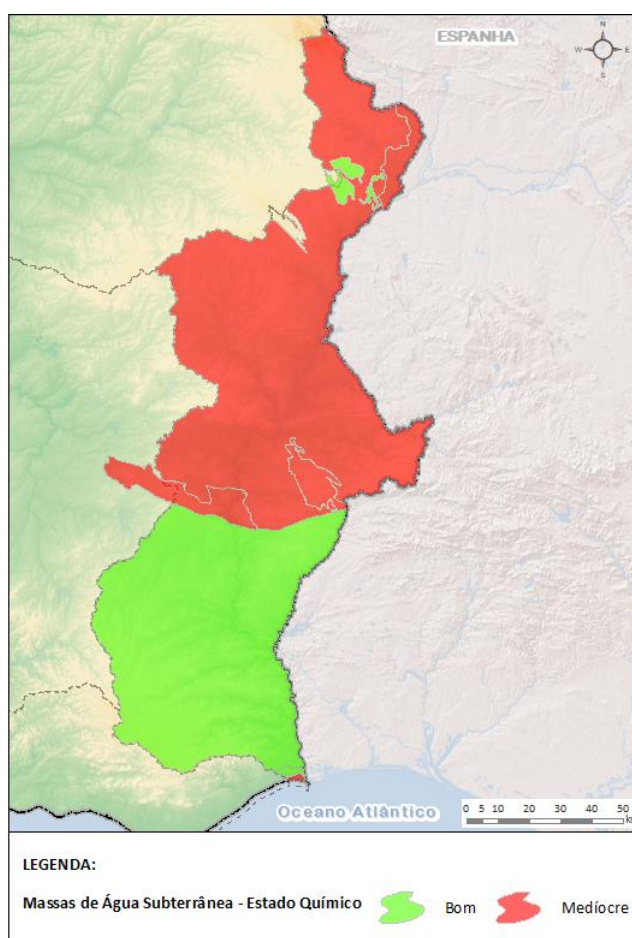 ESPANHA
N
W E
S
Oceano Atlântico
0 5 10 20 30 40 50
km
LEGENDA:
Massas de Água Subterrânea - Estado Químico Bom Medíocre